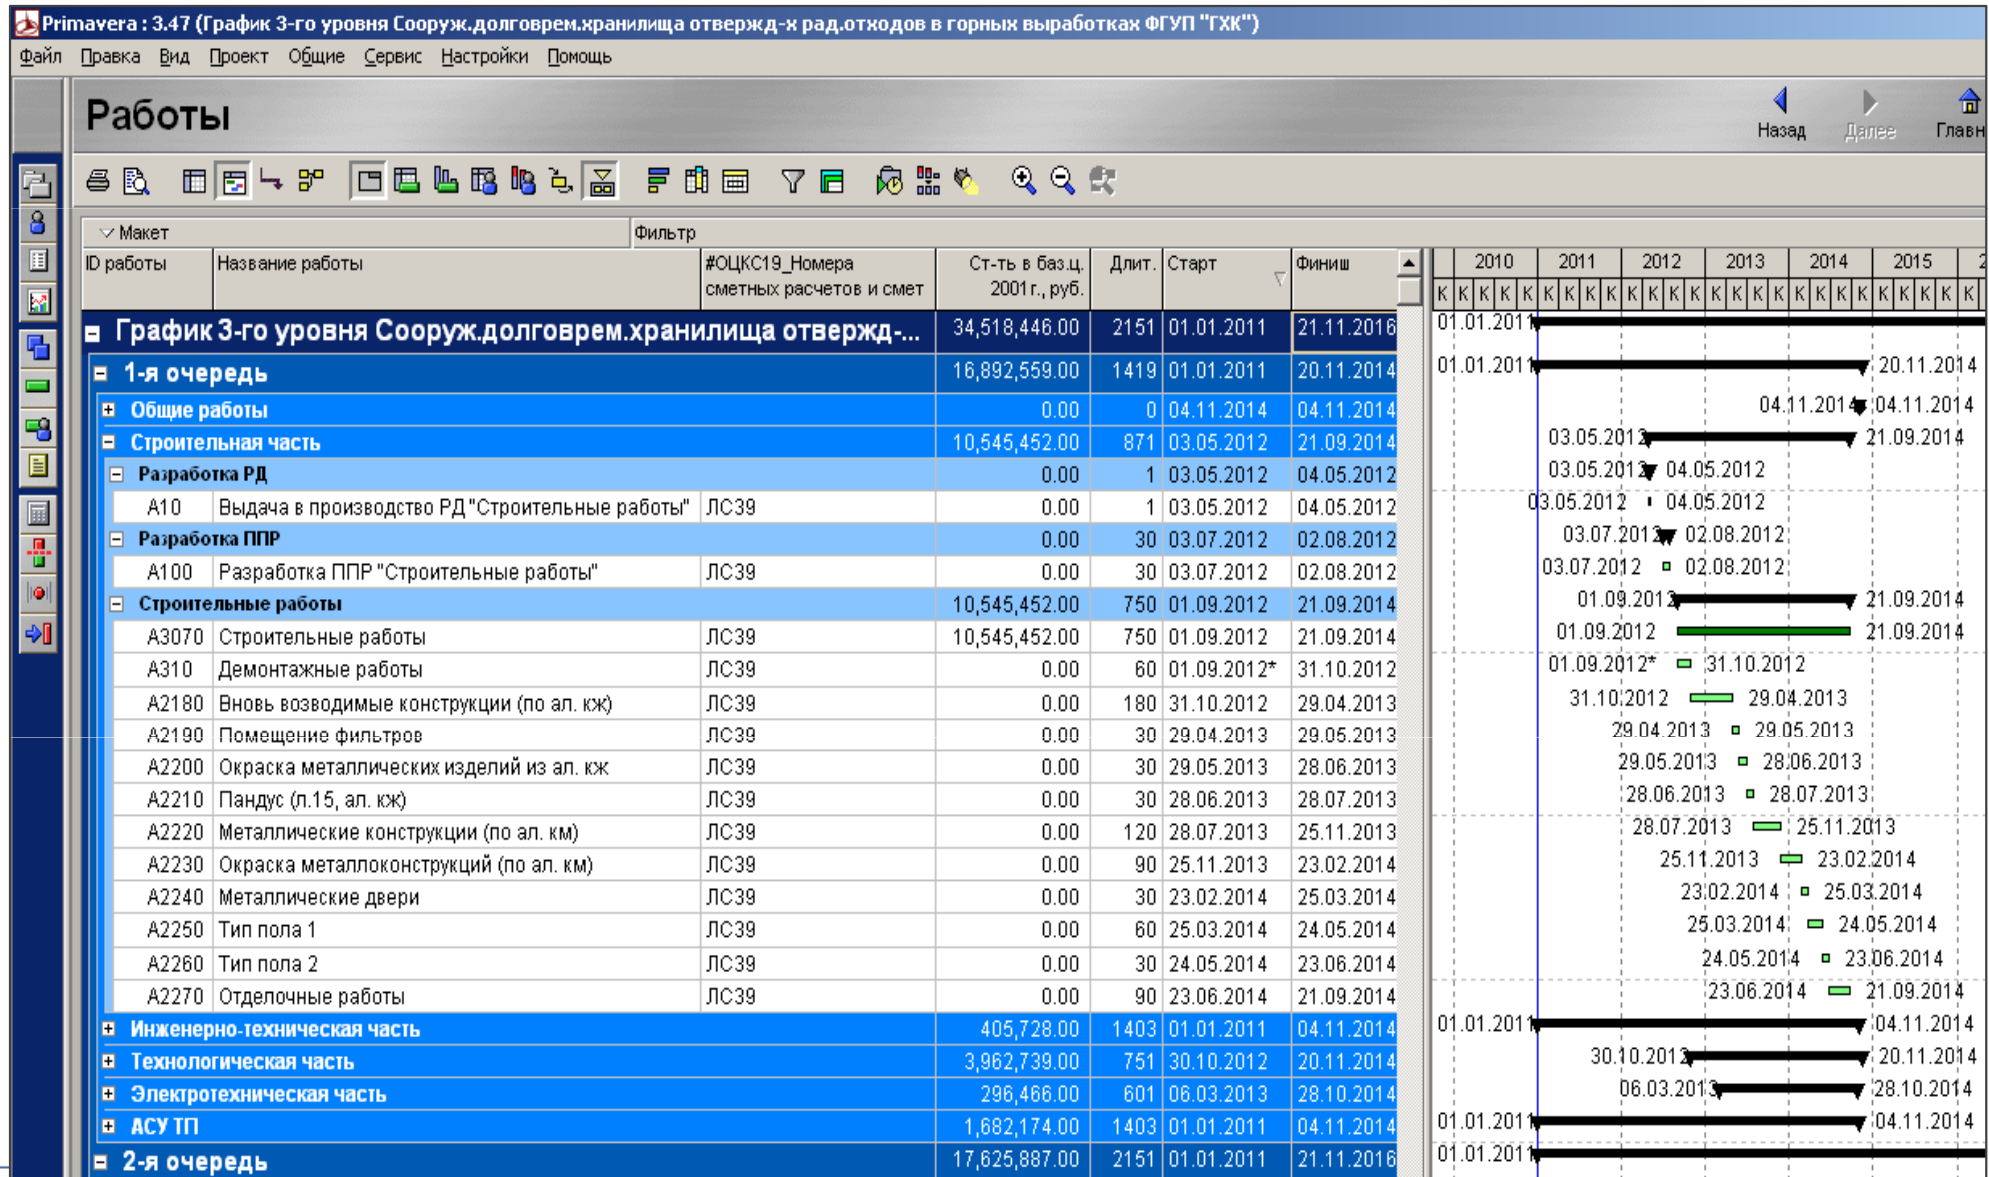 Primavera : 3.47 (График 3-го уровня Сооруж.долговрем.хранилища отвержд-х рад.отходов в горных выработках ФГУП "ГХК")
Файл Правка Вид Проект Общие Сервис Настройки Помощь
Работы
Назад Далее Главн
Макет Фильтр
ID работы Название работы #ОЦКС19_Номера сметных расчетов и смет Ст-ть в баз.ц. 2001 г., руб. Длит. Старт Финиш
2010 2011 2012 2013 2014 2015 2
К К К К К К К К К К К К К К К К К К К К К К К К К К
График 3-го уровня Сооруж.долговрем.хранилища отвержд-... 34,518,446.00 2151 01.01.2011 21.11.2016 01.01.2011
1-я очередь 16,892,559.00 1419 01.01.2011 20.11.2014 01.01.2011 20.11.2014
Общие работы 0.00 0 04.11.2014 04.11.2014 04.11.2014 04.11.2014
Строительная часть 10,545,452.00 871 03.05.2012 21.09.2014 03.05.2012 21.09.2014
Разработка РД 0.00 1 03.05.2012 04.05.2012 03.05.2012 04.05.2012
A10 Выдача в производство РД "Строительные работы" ЛС39 0.00 1 03.05.2012 04.05.2012 03.05.2012 04.05.2012
Разработка ППР 0.00 30 03.07.2012 02.08.2012 03.07.2012 02.08.2012
A100 Разработка ППР "Строительные работы" ЛС39 0.00 30 03.07.2012 02.08.2012 03.07.2012 02.08.2012
Строительные работы 10,545,452.00 750 01.09.2012 21.09.2014 01.09.2012 21.09.2014
A3070 Строительные работы ЛС39 10,545,452.00 750 01.09.2012 21.09.2014 01.09.2012 21.09.2014
A310 Демонтажные работы ЛС39 0.00 60 01.09.2012* 31.10.2012 01.09.2012* 31.10.2012
A2180 Вновь возводимые конструкции (по ал. кж) ЛС39 0.00 180 31.10.2012 29.04.2013 31.10.2012 29.04.2013
A2190 Помещение фильтров ЛС39 0.00 30 29.04.2013 29.05.2013 29.04.2013 29.05.2013
A2200 Окраска металлических изделий из ал. кж ЛС39 0.00 30 29.05.2013 28.06.2013 29.05.2013 28.06.2013
A2210 Пандус (л.15, ал. кж) ЛС39 0.00 30 28.06.2013 28.07.2013 28.06.2013 28.07.2013
A2220 Металлические конструкции (по ал. км) ЛС39 0.00 120 28.07.2013 25.11.2013 28.07.2013 25.11.2013
A2230 Окраска металлоконструкций (по ал. км) ЛС39 0.00 90 25.11.2013 23.02.2014 25.11.2013 23.02.2014
A2240 Металлические двери ЛС39 0.00 30 23.02.2014 25.03.2014 23.02.2014 25.03.2014
A2250 Тип пола 1 ЛС39 0.00 60 25.03.2014 24.05.2014 25.03.2014 24.05.2014
A2260 Тип пола 2 ЛС39 0.00 30 24.05.2014 23.06.2014 24.05.2014 23.06.2014
A2270 Отделочные работы ЛС39 0.00 90 23.06.2014 21.09.2014 23.06.2014 21.09.2014
Инженерно-техническая часть 405,728.00 1403 01.01.2011 04.11.2014 01.01.2011 04.11.2014
Технологическая часть 3,962,739.00 751 30.10.2012 20.11.2014 30.10.2012 20.11.2014
Электротехническая часть 296,466.00 601 06.03.2013 28.10.2014 06.03.2013 28.10.2014
АСУ ТП 1,682,174.00 1403 01.01.2011 04.11.2014 01.01.2011 04.11.2014
2-я очередь 17,625,887.00 2151 01.01.2011 21.11.2016 01.01.2011